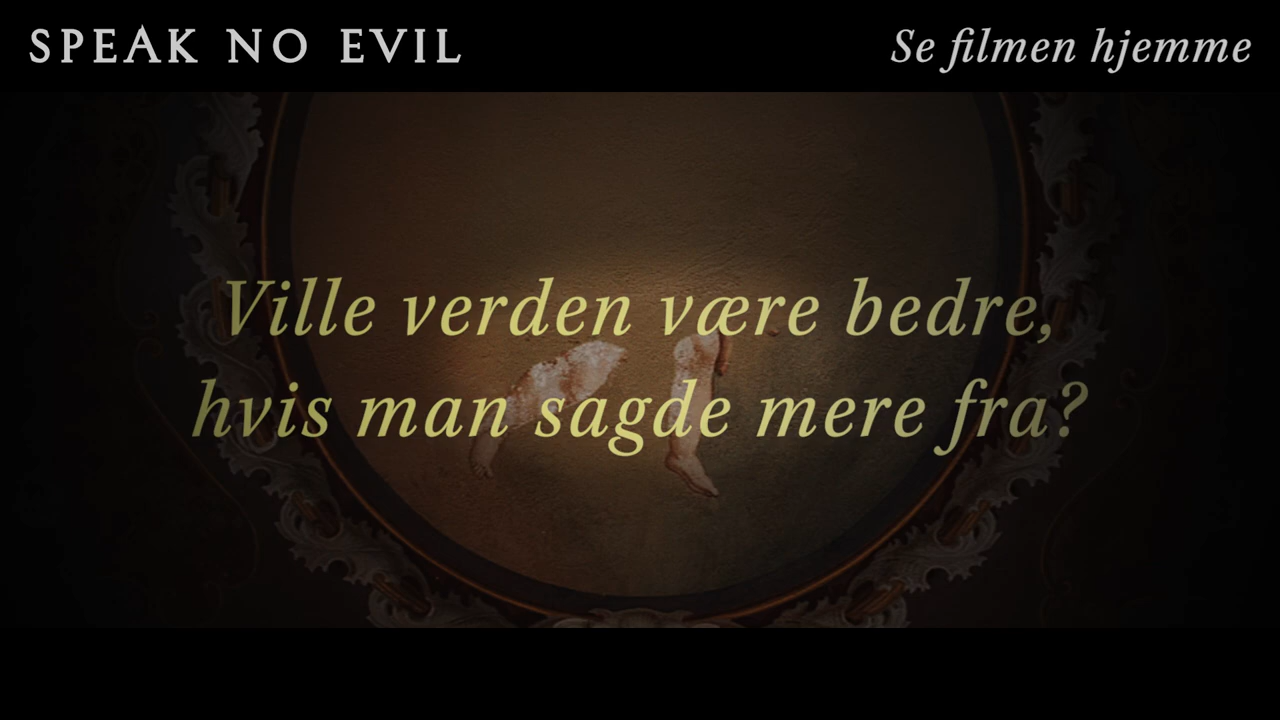 SPEAK NO EVIL
Se filmen hjemme
Ville verden være bedre,
hvis man sagde mere fra?